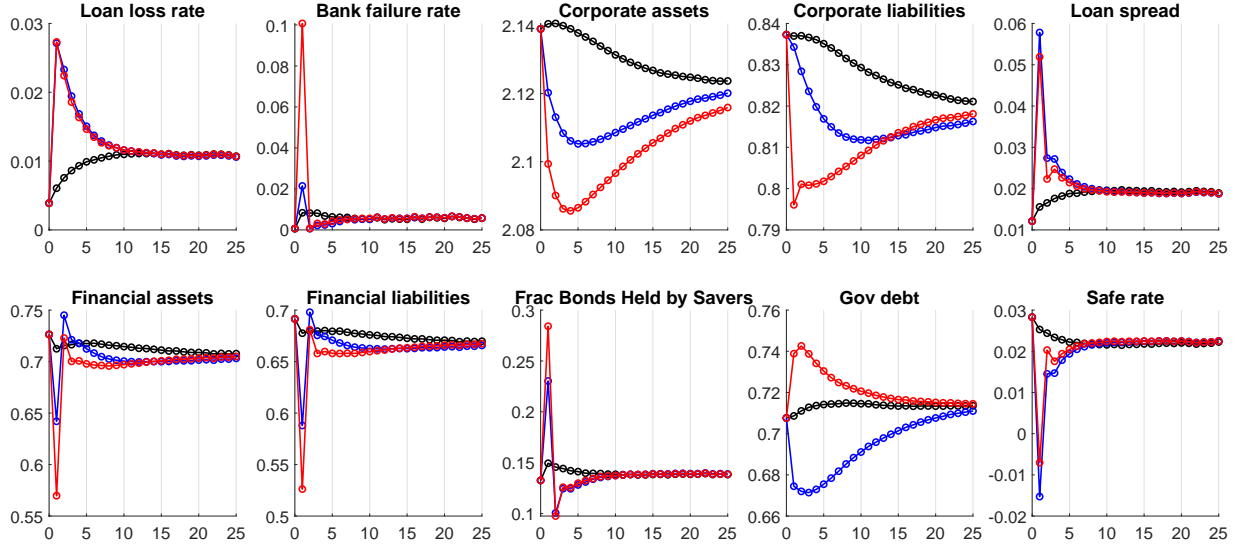 Loan loss rate
0.03
0.02
0.01
0
0 5 10 15 20 25
Bank failure rate
0.1
0.08
0.06
0.04
0.02
0
0 5 10 15 20 25
Corporate assets
2.14
2.12
2.1
2.08
0 5 10 15 20 25
Corporate liabilities
0.84
0.83
0.82
0.81
0.8
0.79
0 5 10 15 20 25
Loan spread
0.06
0.05
0.04
0.03
0.02
0.01
0 5 10 15 20 25
Financial assets
0.75
0.7
0.65
0.6
0.55
0 5 10 15 20 25
Financial liabilities
0.7
0.65
0.6
0.55
0.5
0 5 10 15 20 25
Frac Bonds Held by Savers
0.3
0.3
0.2
0.1
0.1
0 5 10 15 20 25
Gov debt
0.76
0.74
0.72
0.7
0.68
0.66
0 5 10 15 20 25
Safe rate
0.03
0.02
0.01
0
-0.01
-0.02
0 5 10 15 20 25